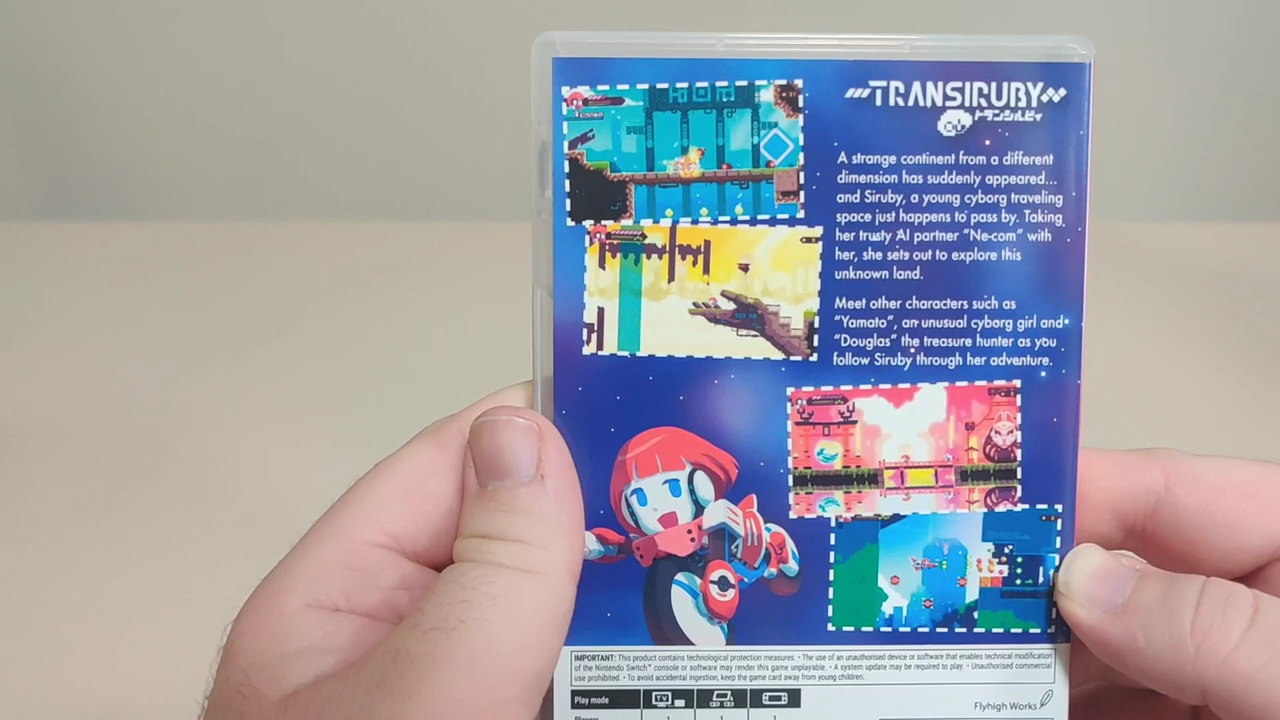 TRANSIRUBY
トランシルビィ
A strange continent from a different
dimension has suddenly appeared...
and Siruby, a young cyborg traveling
space just happens to pass by. Taking
her trusty AI partner "Ne-com" with
her, she sets out to explore this
unknown land.
Meet other characters such as
"Yamato", an unusual cyborg girl and
"Douglas" the treasure hunter as you
follow Siruby through her adventure.
IMPORTANT: This product contains technological protection measures. • The use of an unauthorised device or software that enables technical modification
of the Nintendo Switch™ console or software may render this game unplayable. • A system update may be required to play. • Unauthorised commercial
use prohibited. • To avoid accidental ingestion, keep the game card away from young children.
Play mode
TV
Flyhigh Works
Players
1 1 1